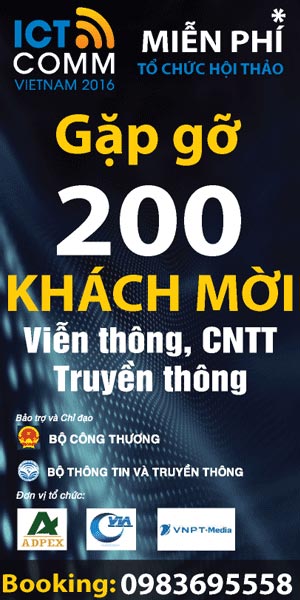 ICT
COMM
VIETNAM 2016
*
MIỄN PHÍ
TỔ CHỨC HỘI THẢO
Gặp gỡ
200
KHÁCH MỜI
Viễn thông, CNTT
Truyền thông
Bảo trợ và Chỉ đạo
BỘ CÔNG THƯƠNG
BỘ THÔNG TIN VÀ TRUYỀN THÔNG
Đơn vị tổ chức:
ADPEX
VIA
VNPT-Media
Booking: 0983695558